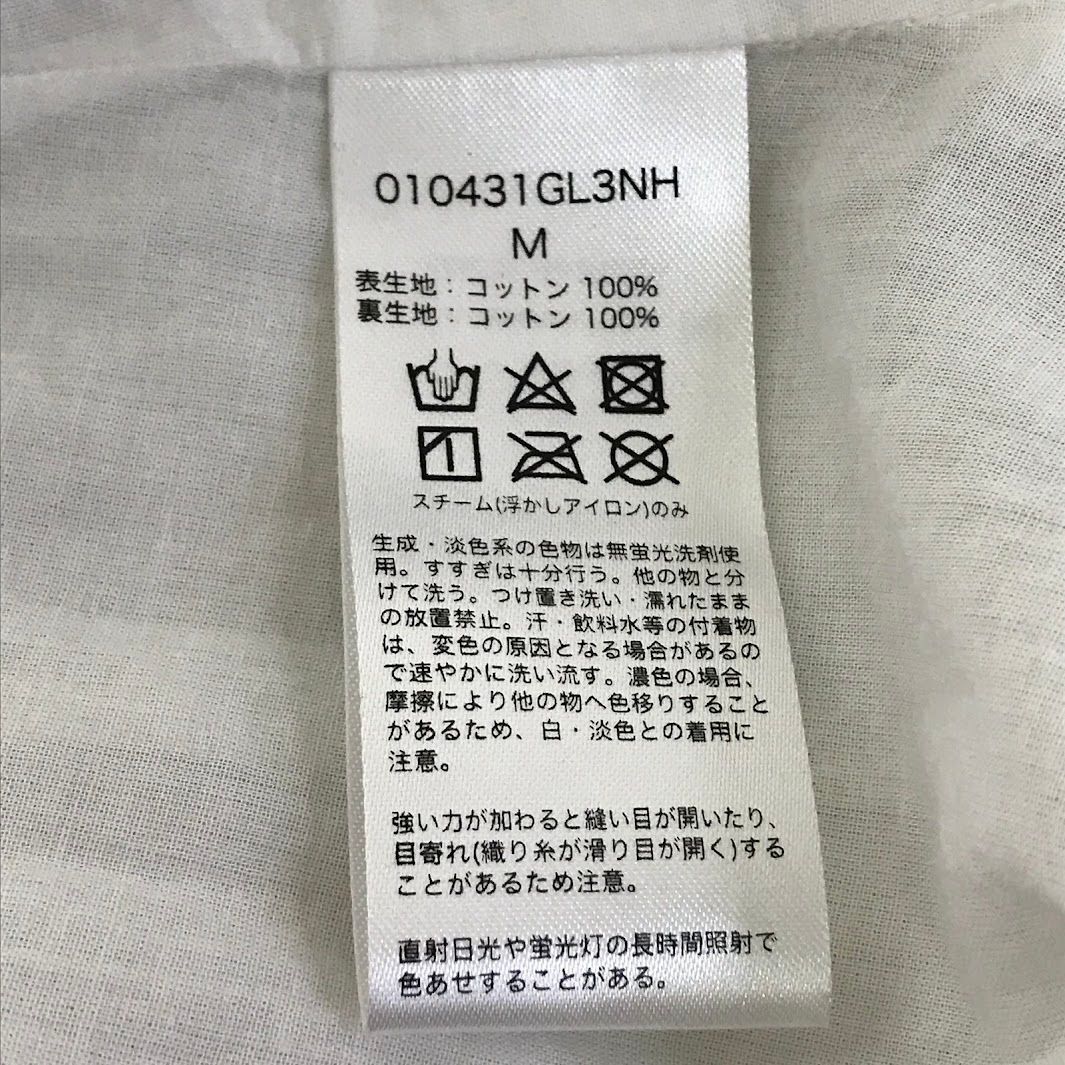 010431GL3NH
M
表生地：コットン 100%
裏生地：コットン 100%
スチーム(浮かしアイロン)のみ
生成・淡色系の色物は無蛍光洗剤使
用。すすぎは十分行う。他の物と分
けて洗う。つけ置き洗い・濡れたまま
の放置禁止。汗・飲料水等の付着物
は、変色の原因となる場合があるの
で速やかに洗い流す。濃色の場合、
摩擦により他の物へ色移りすること
があるため、白・淡色との着用に
注意。
強い力が加わると縫い目が開いたり、
目寄れ(織り糸が滑り目が開く)する
ことがあるため注意。
直射日光や蛍光灯の長時間照射で
色あせすることがある。